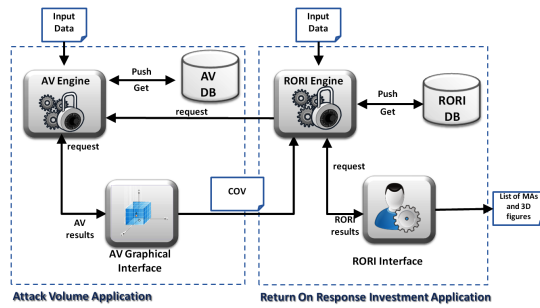 Input
Data
Input
Data
AV Engine
Push
Get
AV
DB
RORI Engine
Push
Get
RORI
DB
request
request
request
COV
AV
results
RORI
results
List of MAs
and 3D
figures
AV Graphical
Interface
RORI Interface
Attack Volume Application
Return On Response Investment Application